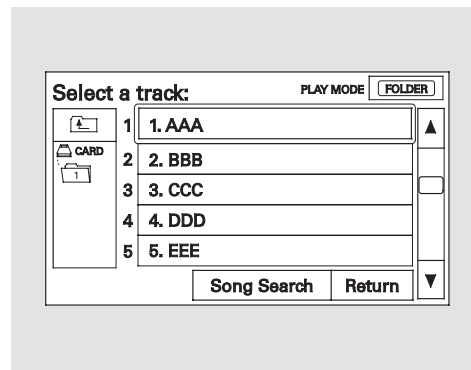 Select a track: PLAY MODE FOLDER
1 1. AAA
CARD
2 2. BBB
1
3 3. CCC
4 4. DDD
5 5. EEE
Song Search Return